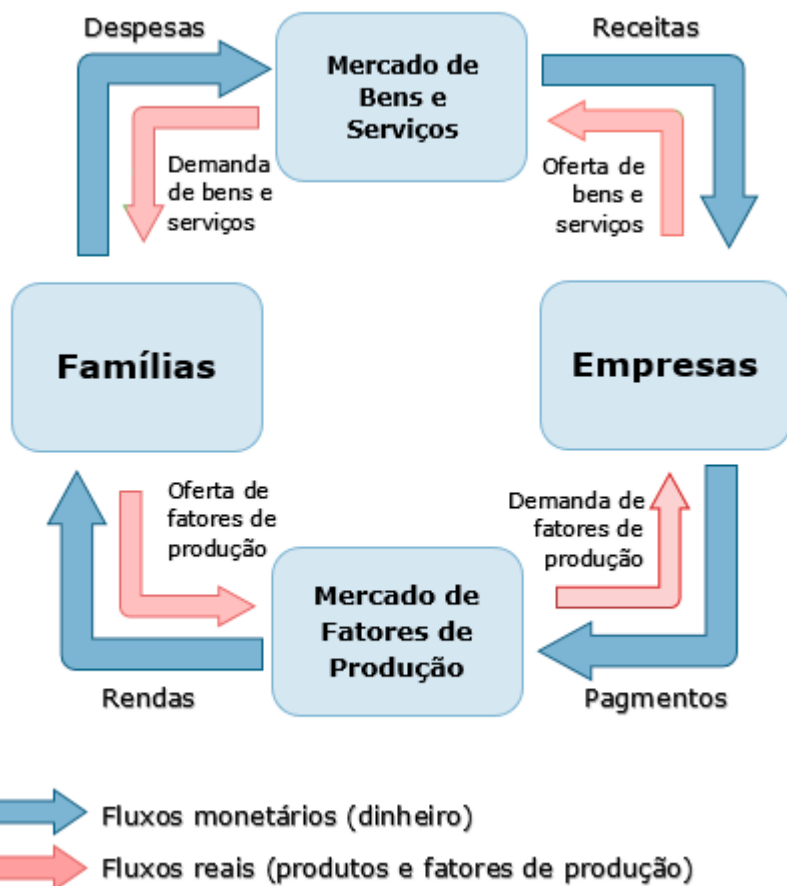 Despesas
Receitas
Mercado de
Bens e
Serviços
Demanda
de bens e
serviços
Oferta de
bens e
serviços
Famílias
Empresas
Oferta de
fatores de
produção
Demanda de
fatores de
produção
Mercado de
Fatores de
Produção
Rendas
Pagmentos
Fluxos monetários (dinheiro)
Fluxos reais (produtos e fatores de produção)